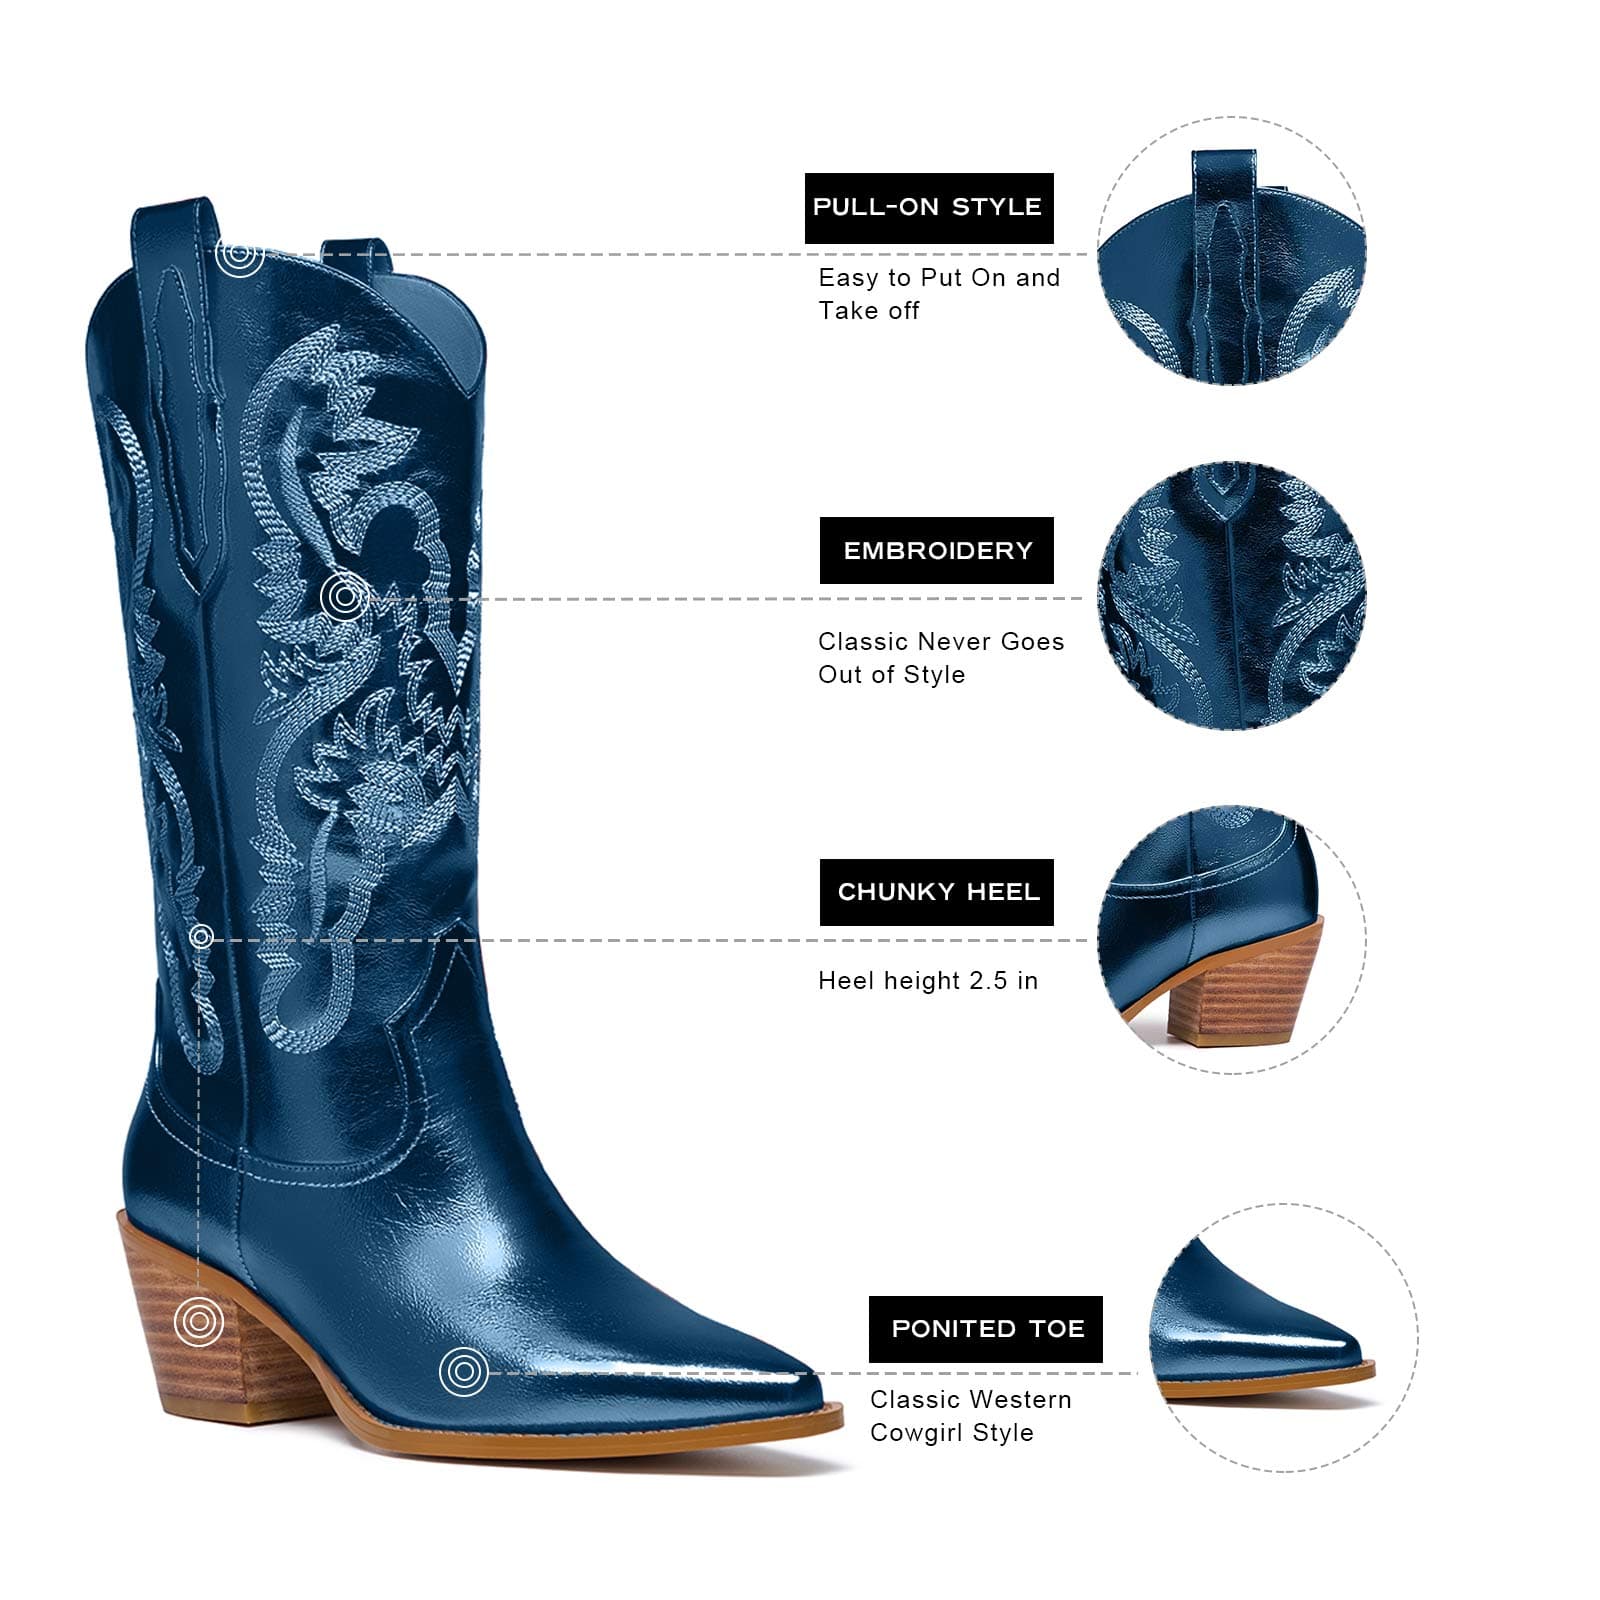 PULL-ON STYLE
Easy to Put On and
Take off
EMBROIDERY
Classic Never Goes
Out of Style
CHUNKY HEEL
Heel height 2.5 in
PONITED TOE
Classic Western
Cowgirl Style